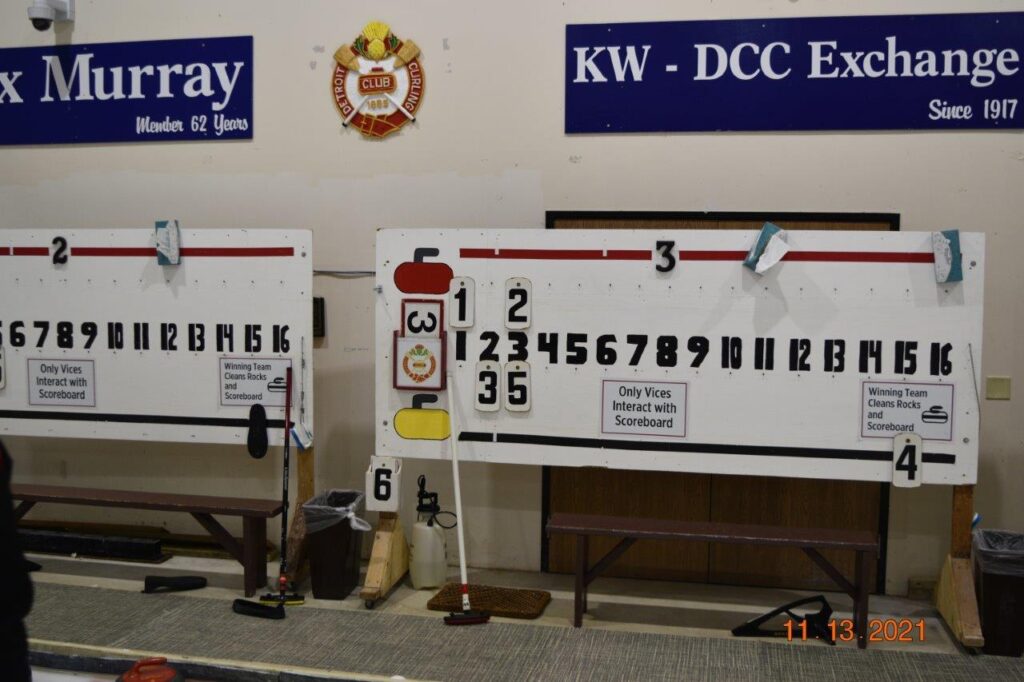 x Murray
Member 62 Years
DETROIT CURLING
CLUB
1885
KW - DCC Exchange
Since 1917
2
6 7 8 9 10 11 12 13 14 15 16
Only Vices
Interact with
Scoreboard
Winning Team
Cleans Rocks
and
Scoreboard
3
3
1 2
1 2 3 4 5 6 7 8 9 10 11 12 13 14 15 16
3 5
Only Vices
Interact with
Scoreboard
Winning Team
Cleans Rocks
and
Scoreboard
4
6
11.13.2021